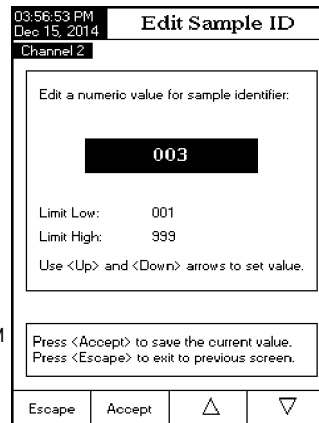 03:56:53 PM
Dec 15, 2014
Edit Sample ID
Channel 2
Edit a numeric value for sample identifier:
003
Limit Low: 001
Limit High: 999
Use <Up> and <Down> arrows to set value.
M
Press <Accept> to save the current value.
Press <Escape> to exit to previous screen.
Escape Accept △ ▽